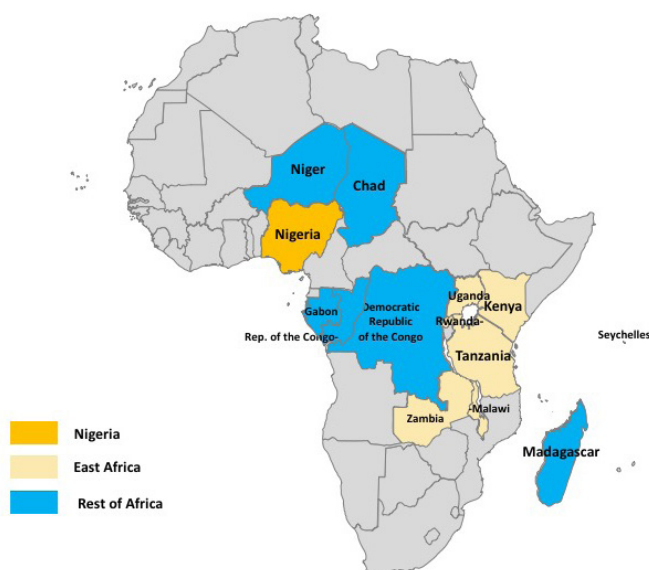 Niger
Chad
Nigeria
Uganda
Kenya
Gabon
Democratic
Republic
of the Congo
Rwanda-
Rep. of the Congo-
Seychelles
Tanzania
-Malawi
Zambia
Madagascar
Nigeria
East Africa
Rest of Africa